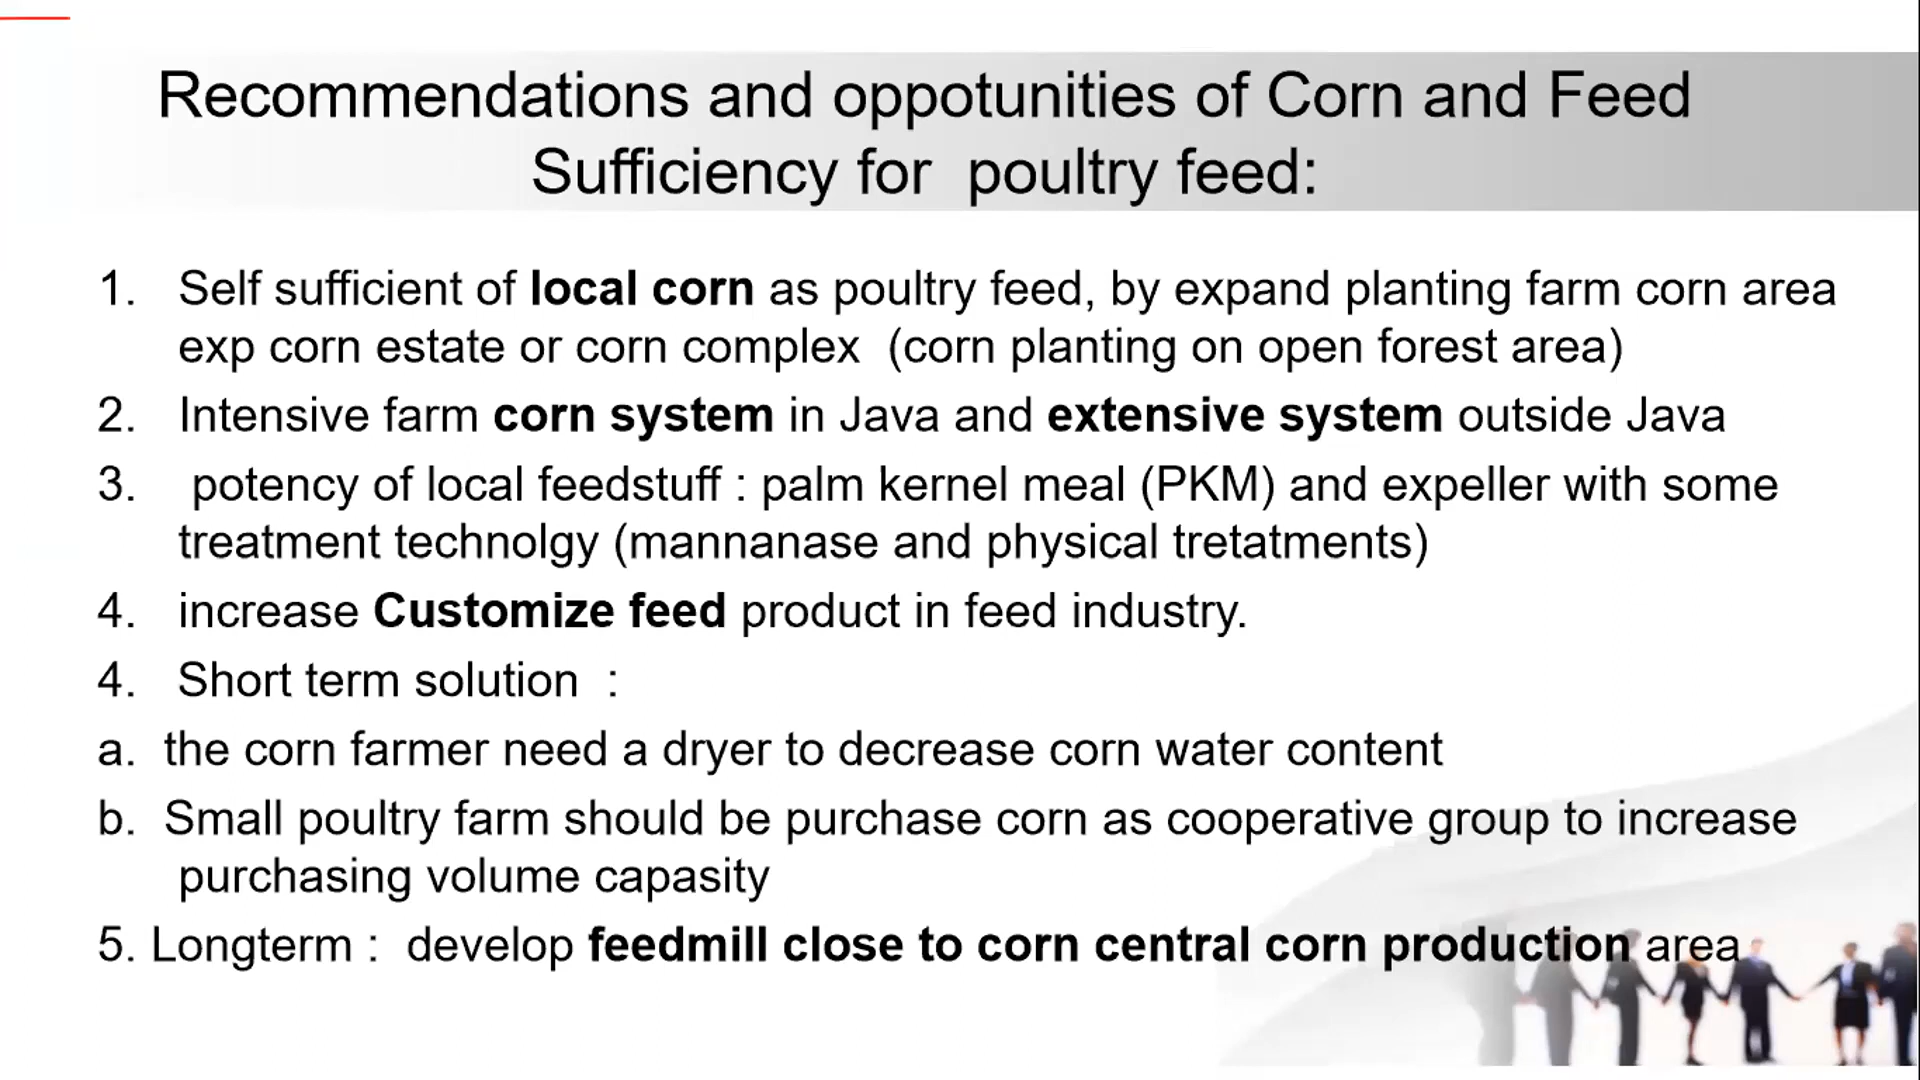 Recommendations and oppotunities of Corn and Feed
Sufficiency for  poultry feed:
1. Self sufficient of local corn as poultry feed, by expand planting farm corn area
exp corn estate or corn complex  (corn planting on open forest area)
2. Intensive farm corn system in Java and extensive system outside Java
3. potency of local feedstuff : palm kernel meal (PKM) and expeller with some
treatment technolgy (mannanase and physical tretatments)
4. increase Customize feed product in feed industry.
4. Short term solution  :
a. the corn farmer need a dryer to decrease corn water content
b. Small poultry farm should be purchase corn as cooperative group to increase
purchasing volume capasity
5. Longterm :  develop feedmill close to corn central corn production area